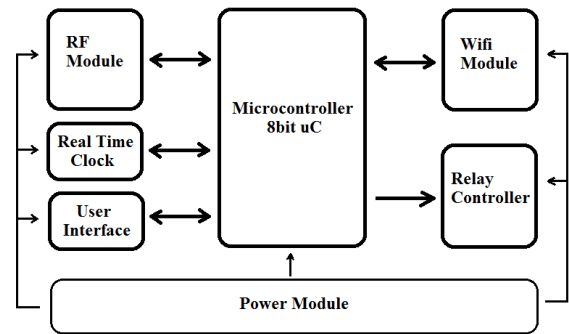 RF
Module
Wifi
Module
Microcontroller
8bit uC
Real Time
Clock
Relay
Controller
User
Interface
Power Module